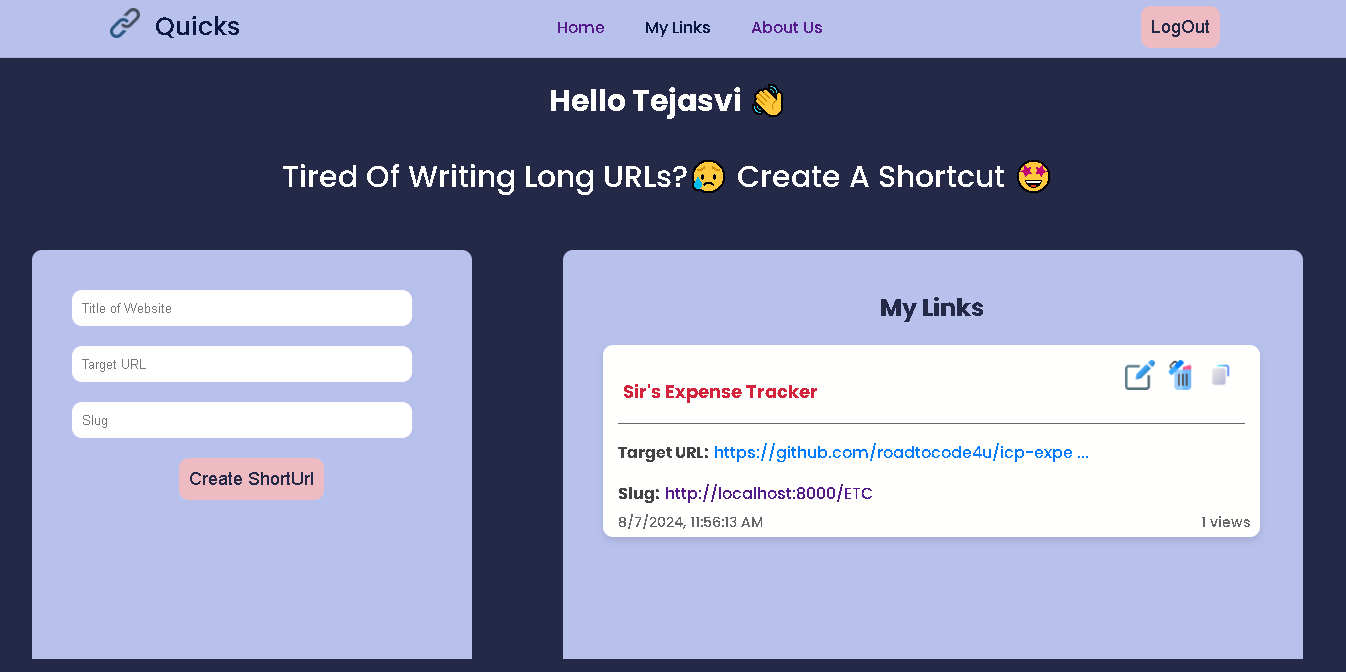 Quicks
Home
My Links
About Us
LogOut
Hello Tejasvi 👋
Tired Of Writing Long URLs?😥 Create A Shortcut 🤩
Title of Website
Target URL
Slug
Create ShortUrl
My Links
Sir's Expense Tracker
Target URL: https://github.com/roadtocode4u/icp-expe ...
Slug: http://localhost:8000/ETC
8/7/2024, 11:56:13 AM
1 views